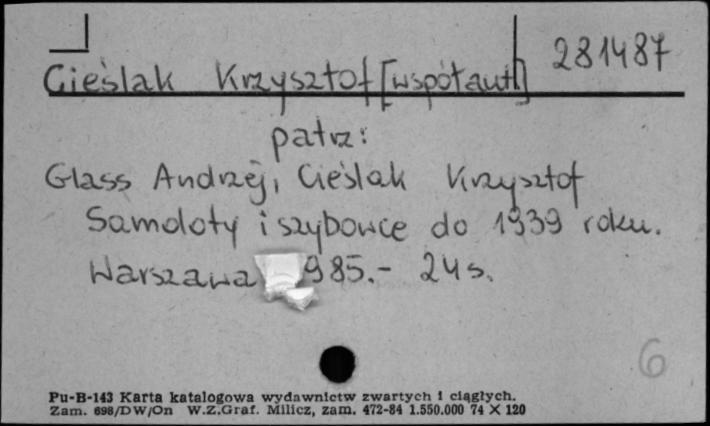 281487
Cieślak Krzysztof [współaut]
patrz:
Glass Andrzej, Cieślak Krzysztof
Samoloty i szybowce do 1939 roku.
Warszawa 985.- 24 s.
6
Pu-B-143 Karta katalogowa wydawnictw zwartych i ciągłych.
Zam. 698/DW/On W.Z.Graf. Milicz, zam. 472-84 1.550.000 74 X 120